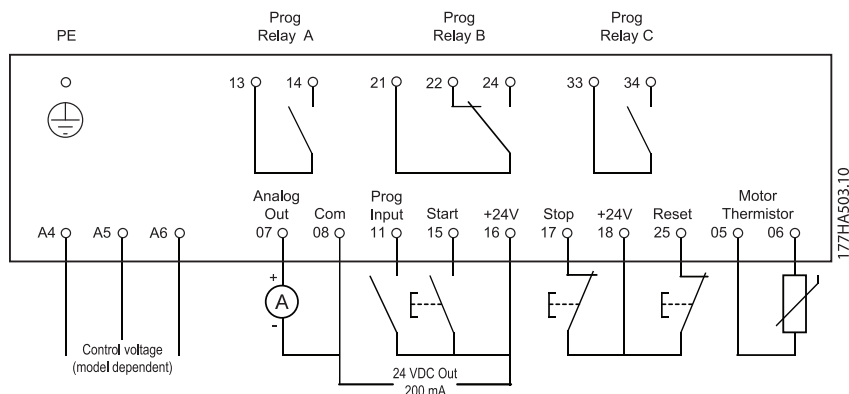 PE
Prog
Relay A
Prog
Relay B
Prog
Relay C
13
14
21
22
24
33
34
Analog
Out
07
Com
08
Prog
Input
11
Start
15
+24V
16
Stop
17
+24V
18
Reset
25
Motor
Thermistor
05
06
A4
A5
A6
177HA503.10
+
A
-
Control voltage
(model dependent)
24 VDC Out
200 mA